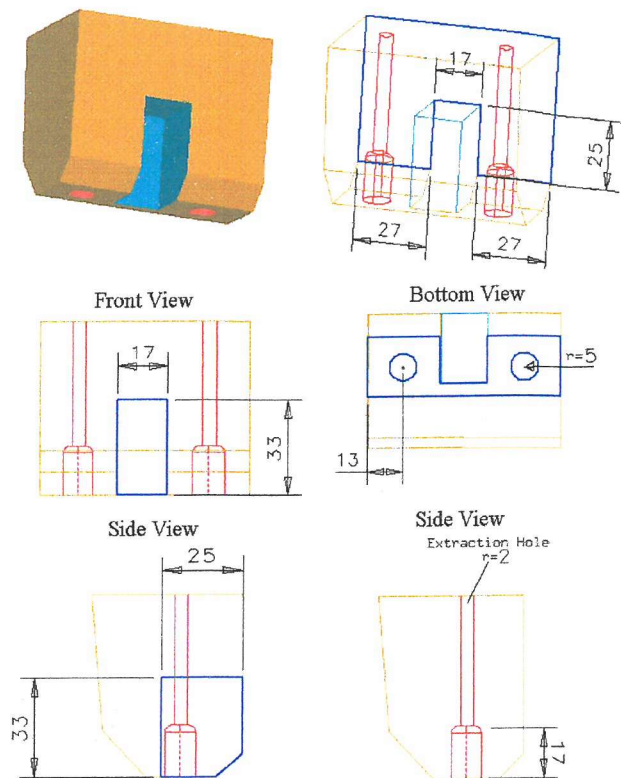 17
25
27
27
Front View
Bottom View
17
33
r=5
13
Side View
Side View
25
Extraction Hole
r=2
33
17